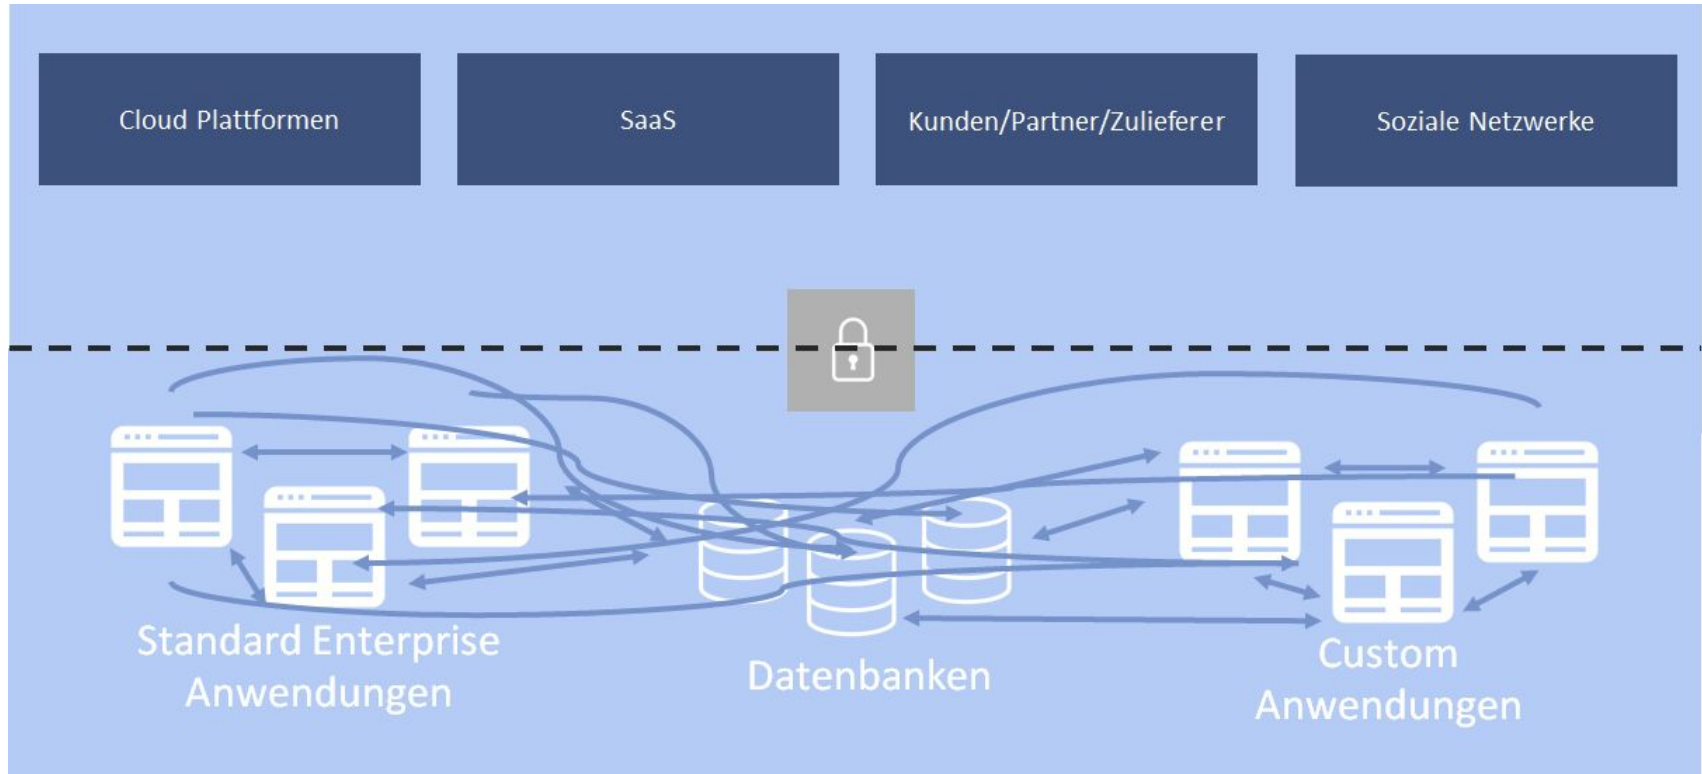 Cloud Plattformen
SaaS
Kunden/Partner/Zulieferer
Soziale Netzwerke
Standard Enterprise
Anwendungen
Datenbanken
Custom
Anwendungen